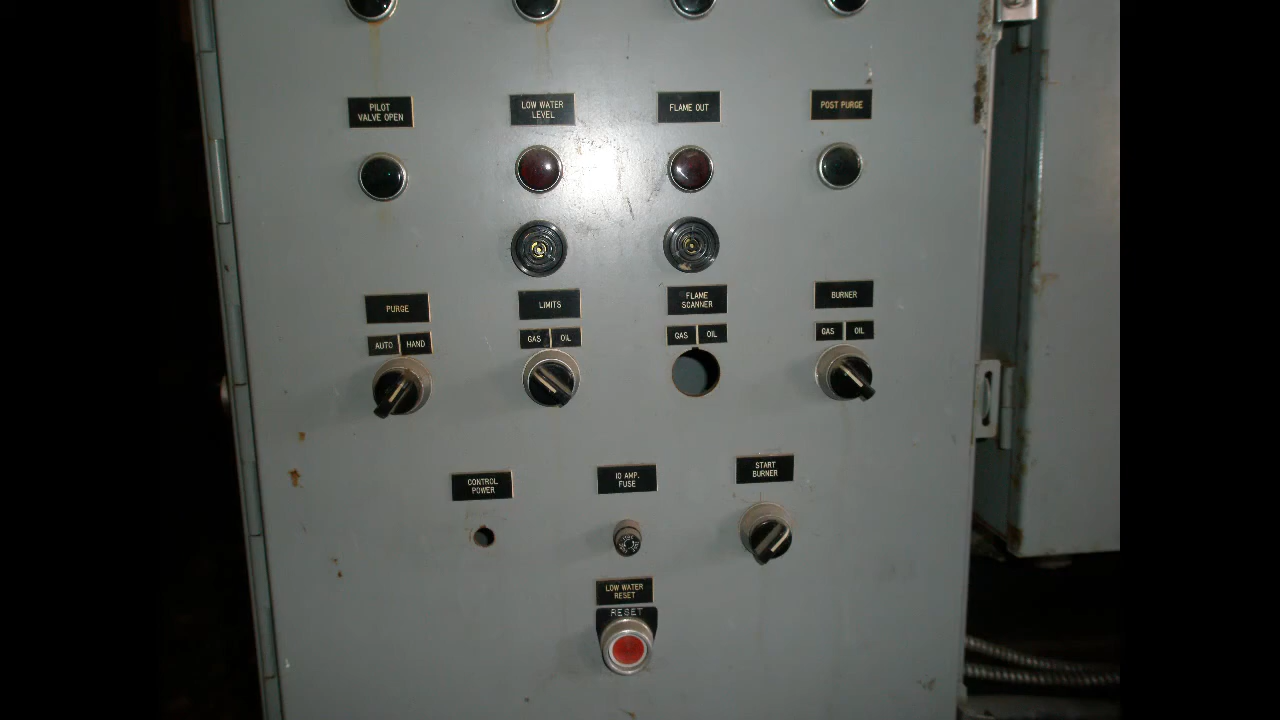 PILOT
VALVE OPEN
LOW WATER
LEVEL
FLAME OUT
POST PURGE
PURGE
LIMITS
FLAME
SCANNER
BURNER
AUTO HAND
GAS OIL
GAS OIL
GAS OIL
CONTROL
POWER
10 AMP.
FUSE
START
BURNER
LOW WATER
RESET
RESET